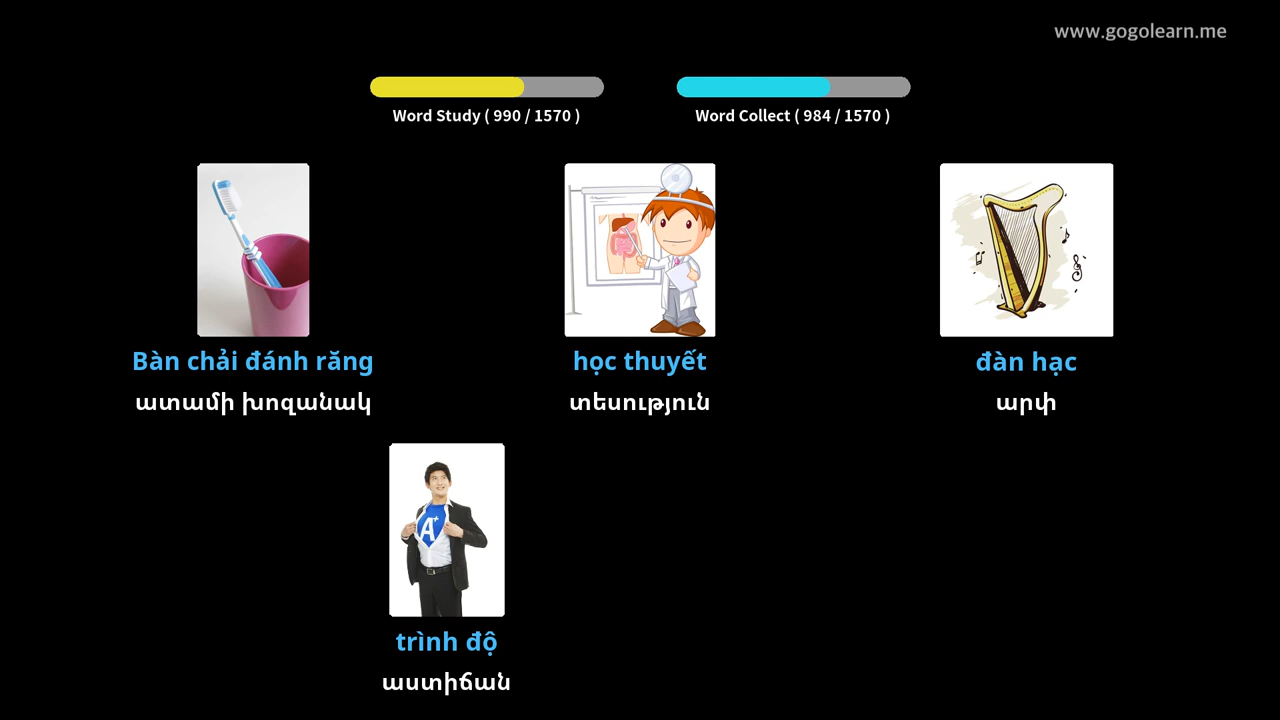 www.gogolearn.me
Word Study ( 990 / 1570 )
Word Collect ( 984 / 1570 )
Bàn chải đánh răng
học thuyết
đàn hạc
ատամի խոզանակ
տեսություն
արփ
A+
trình độ
աստիճան